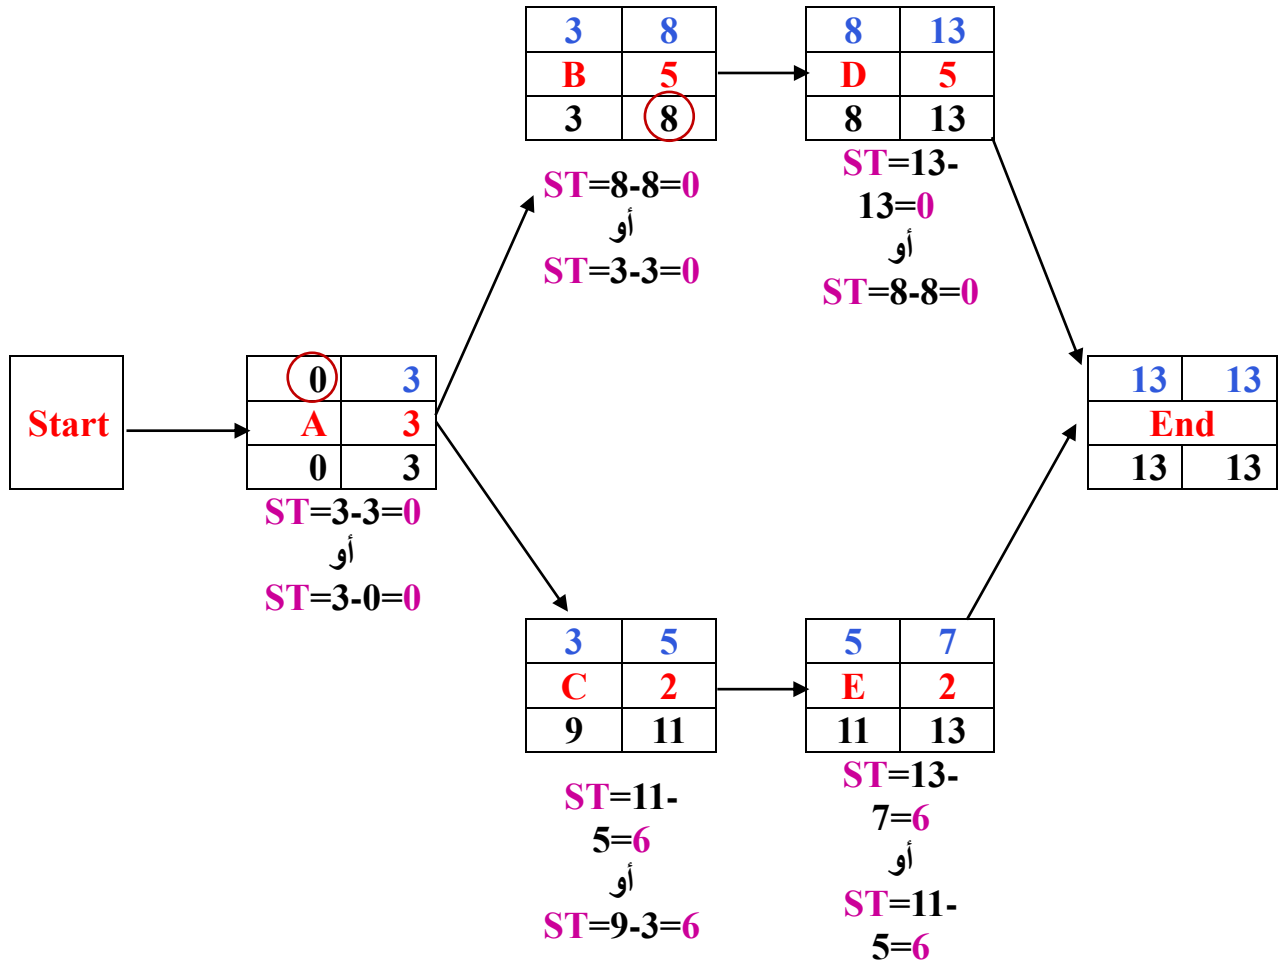 3 8
B 5
3 8
ST=8-8=0
أو
ST=3-3=0
8 13
D 5
8 13
ST=13-
13=0
أو
ST=8-8=0
Start
0 3
A 3
0 3
ST=3-3=0
أو
ST=3-0=0
13 13
End
13 13
3 5
C 2
9 11
ST=11-
5=6
أو
ST=9-3=6
5 7
E 2
11 13
ST=13-
7=6
أو
ST=11-
5=6